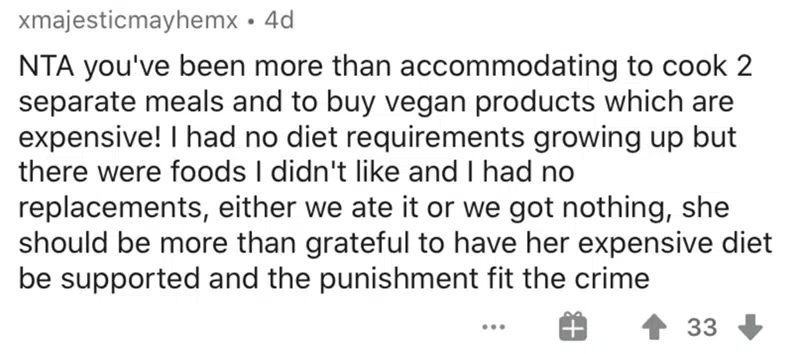 xmajesticmayhemx • 4d
NTA you've been more than accommodating to cook 2
separate meals and to buy vegan products which are
expensive! I had no diet requirements growing up but
there were foods I didn't like and I had no
replacements, either we ate it or we got nothing, she
should be more than grateful to have her expensive diet
be supported and the punishment fit the crime
33